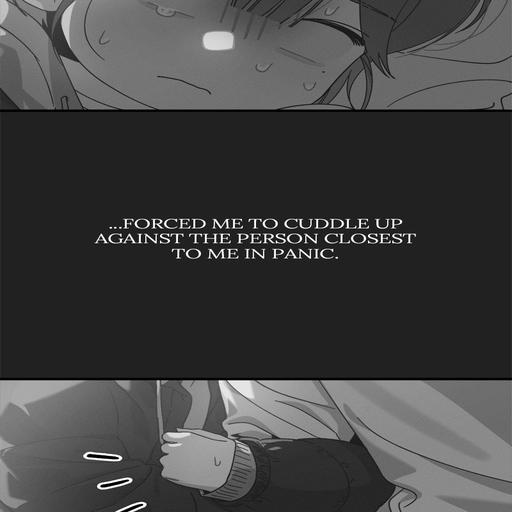 ...FORCED ME TO CUDDLE UP
AGAINST THE PERSON CLOSEST
TO ME IN PANIC.